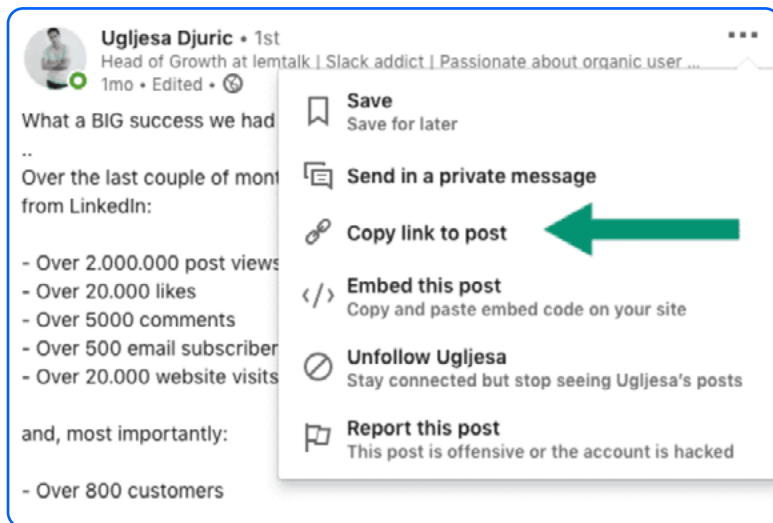 Ugljesa Djuric • 1st
Head of Growth at lemtalk | Slack addict | Passionate about organic user ...
1mo • Edited •
What a BIG success we had
..
Over the last couple of mont
from LinkedIn:
- Over 2.000.000 post views
- Over 20.000 likes
- Over 5000 comments
- Over 500 email subscriber
- Over 20.000 website visits
and, most importantly:
- Over 800 customers
Save
Save for later
Send in a private message
Copy link to post
Embed this post
Copy and paste embed code on your site
Unfollow Ugljesa
Stay connected but stop seeing Ugljesa's posts
Report this post
This post is offensive or the account is hacked